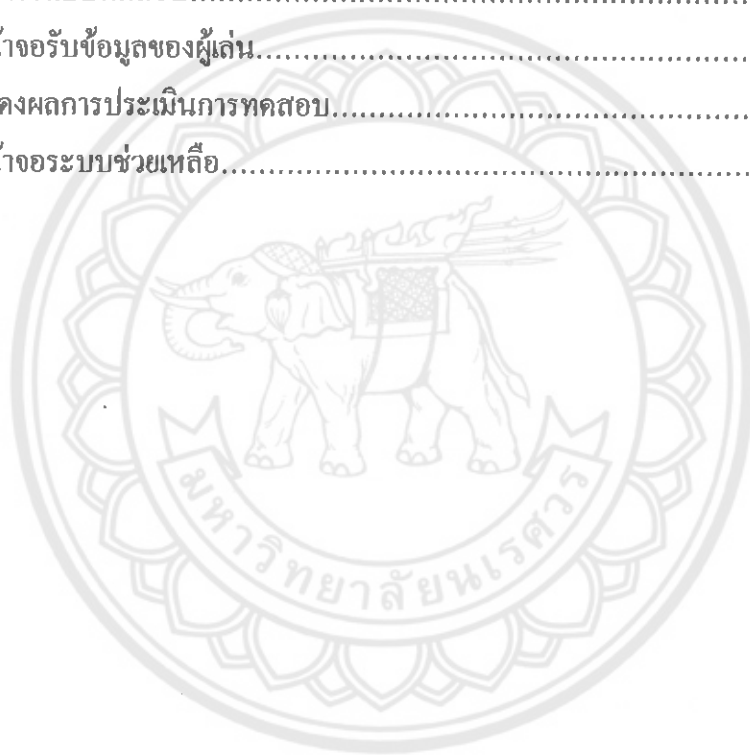 น้าจอรับข้อมูลของผู้เล่น
ดงผลการประเมินการทดสอบ
น้าจอระบบช่วยเหลือ
มหาวิทยาลัยนเรศวร